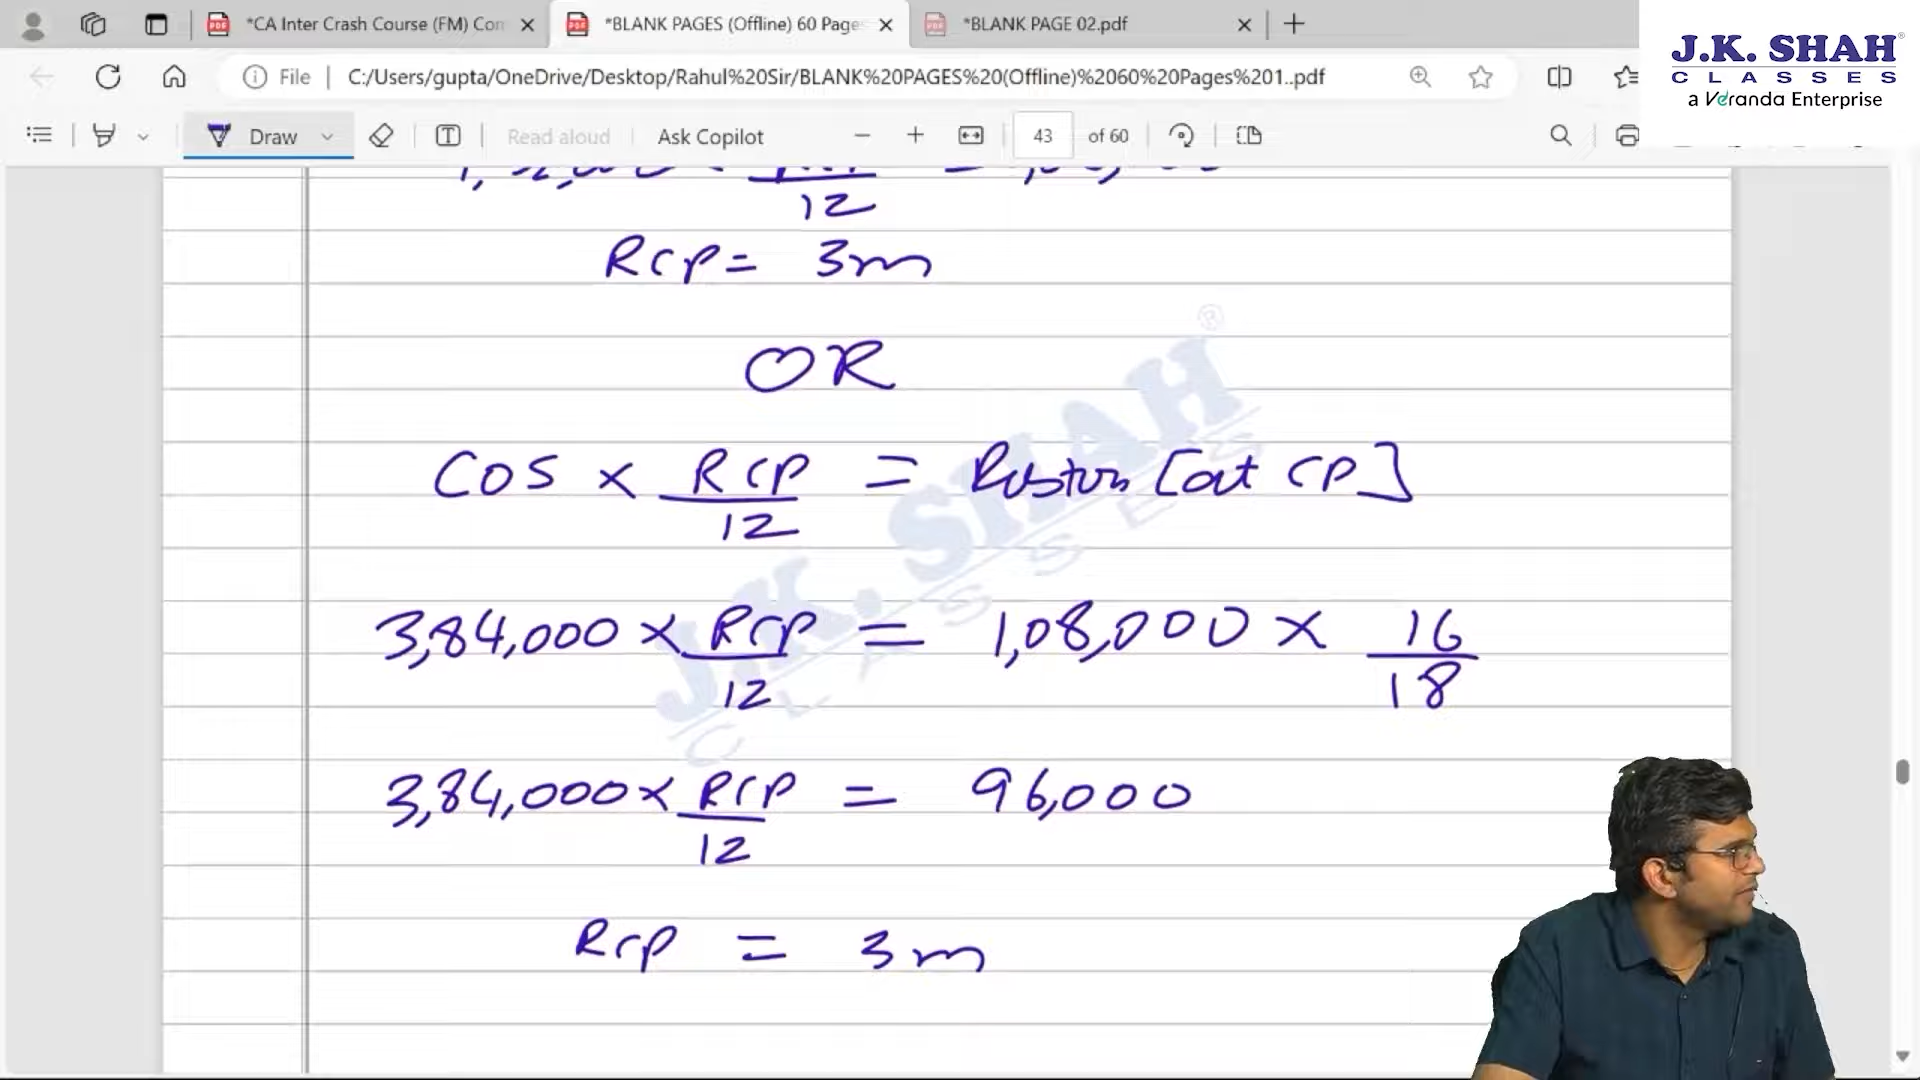 *CA Inter Crash Course (FM) Con
*BLANK PAGES (Offline) 60 Page
*BLANK PAGE 02.pdf
J.K. SHAH®
CLASSES
a Veranda Enterprise
File
C:/Users/gupta/OneDrive/Desktop/Rahul%20Sir/BLANK%20PAGES%20(Offline)%2060%20Pages%201..pdf
Draw
Read aloud
Ask Copilot
43 of 60
12
RCP = 3m
OR
COS × RCP/12 = [at CP]
3,84,000 × RCP/12 = 1,08,000 × 16/18
3,84,000 × RCP/12 = 96,000
RCP = 3m
J.K. SHAH®
CLASSES